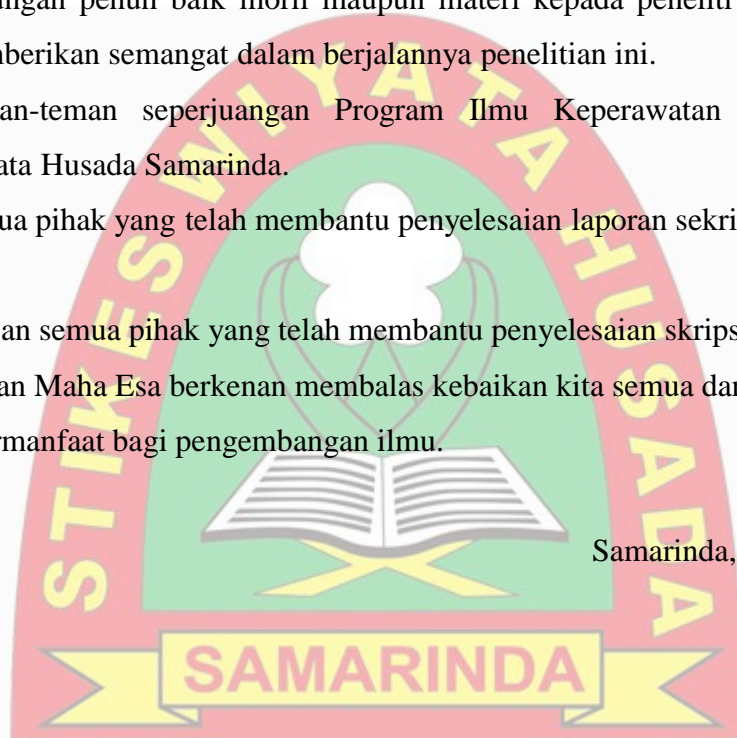 ngan penuh baik moril maupun materi kepada peneliti
mberikan semangat dalam berjalannya penelitian ini.
an-teman seperjuangan Program Ilmu Keperawatan
ata Husada Samarinda.
ua pihak yang telah membantu penyelesaian laporan sekri
an semua pihak yang telah membantu penyelesaian skrips
an Maha Esa berkenan membalas kebaikan kita semua dan
rmanfaat bagi pengembangan ilmu.
Samarinda,
STIKES WIYATA HUSADA
SAMARINDA